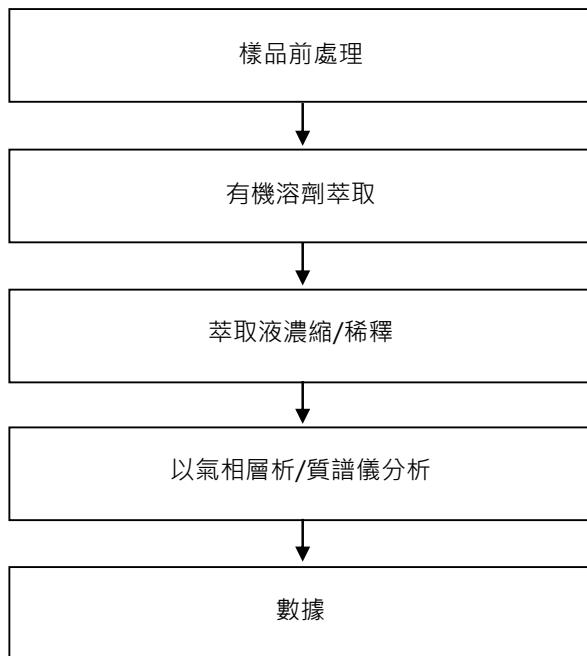 樣品前處理
有機溶劑萃取
萃取液濃縮/稀釋
以氣相層析/質譜儀分析
數據